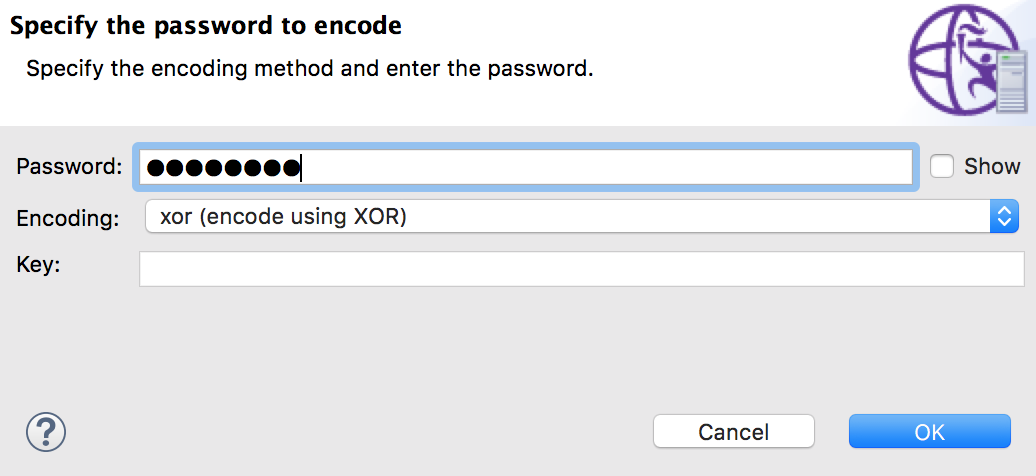 Specify the password to encode
Specify the encoding method and enter the password.
Password: ●●●●●●●● Show
Encoding: xor (encode using XOR)
Key:
? Cancel OK